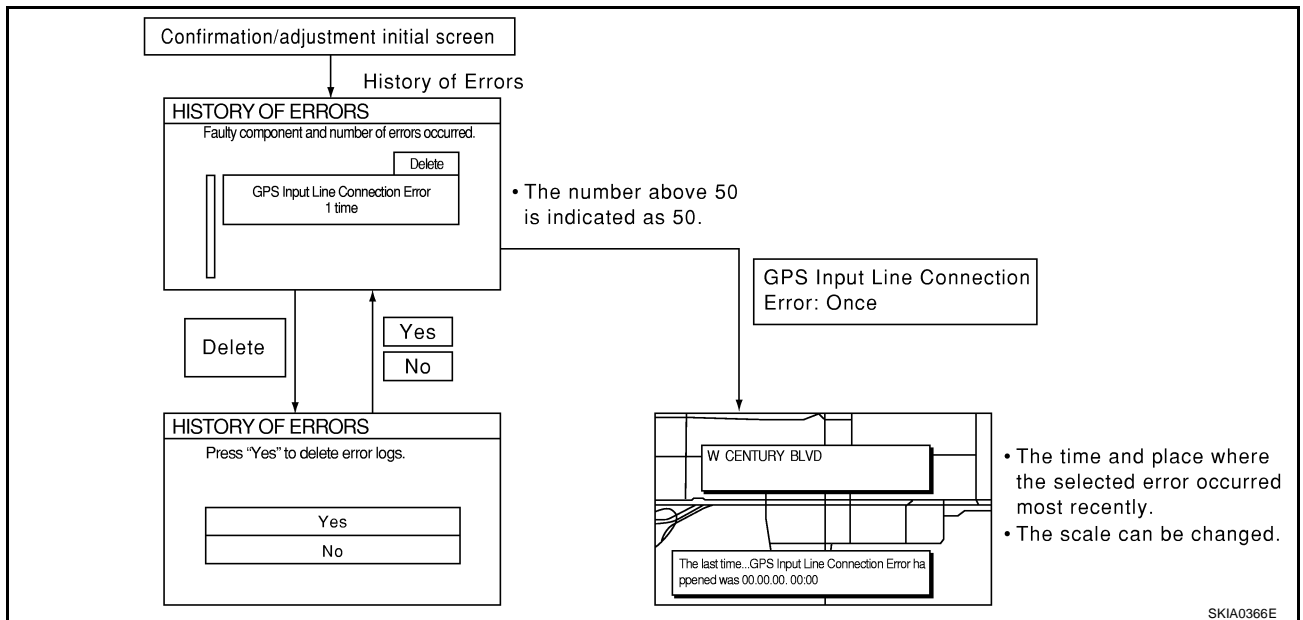 Confirmation/adjustment initial screen
History of Errors
HISTORY OF ERRORS
Faulty component and number of errors occurred.
Delete
GPS Input Line Connection Error
1 time
• The number above 50
is indicated as 50.
GPS Input Line Connection
Error: Once
Delete
Yes
No
HISTORY OF ERRORS
Press “Yes” to delete error logs.
Yes
No
W CENTURY BLVD
The last time...GPS Input Line Connection Error ha
ppened was 00.00.00. 00:00
• The time and place where
the selected error occurred
most recently.
• The scale can be changed.
SKIA0366E